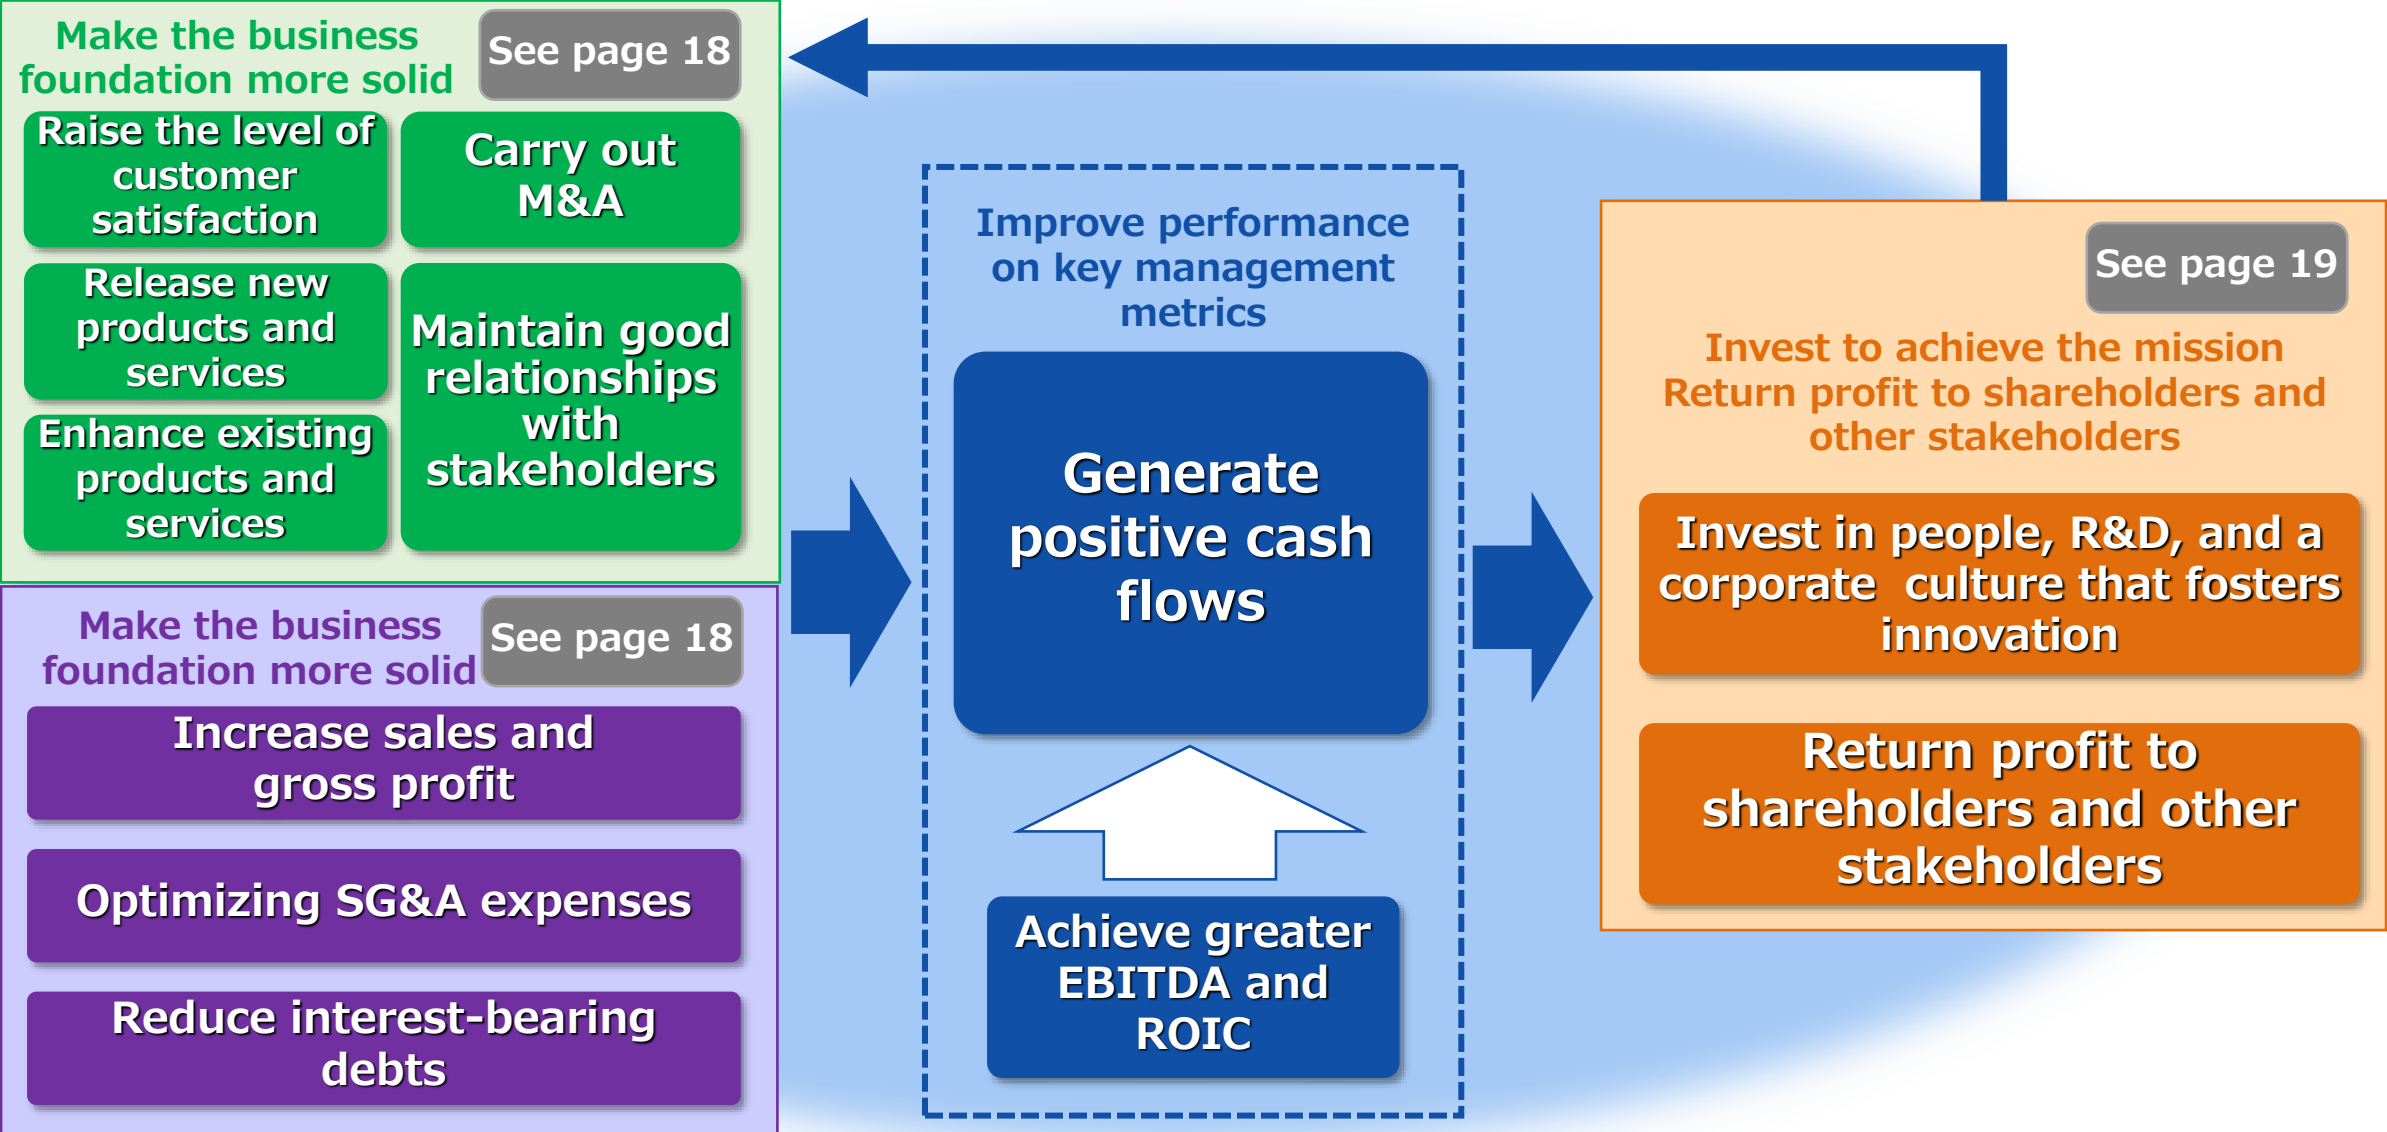 Make the business
foundation more solid
See page 18
Raise the level of
customer
satisfaction
Carry out
M&A
Release new
products and
services
Maintain good
relationships
with
stakeholders
Enhance existing
products and
services
Make the business
foundation more solid
See page 18
Increase sales and
gross profit
Optimizing SG&A expenses
Reduce interest-bearing
debts
Improve performance
on key management
metrics
Generate
positive cash
flows
Achieve greater
EBITDA and
ROIC
See page 19
Invest to achieve the mission
Return profit to shareholders and
other stakeholders
Invest in people, R&D, and a
corporate  culture that fosters
innovation
Return profit to
shareholders and other
stakeholders